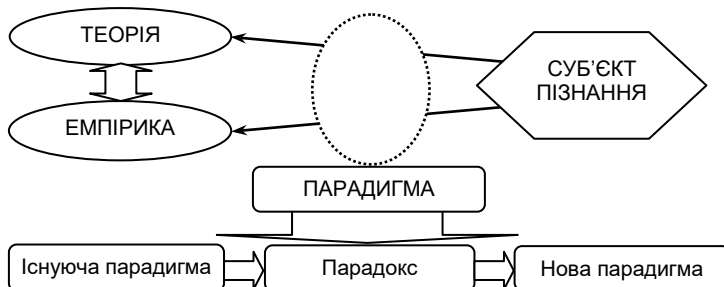 ТЕОРІЯ
СУБ’ЄКТ
ПІЗНАННЯ
ЕМПІРИКА
ПАРАДИГМА
Існуюча парадигма
Парадокс
Нова парадигма